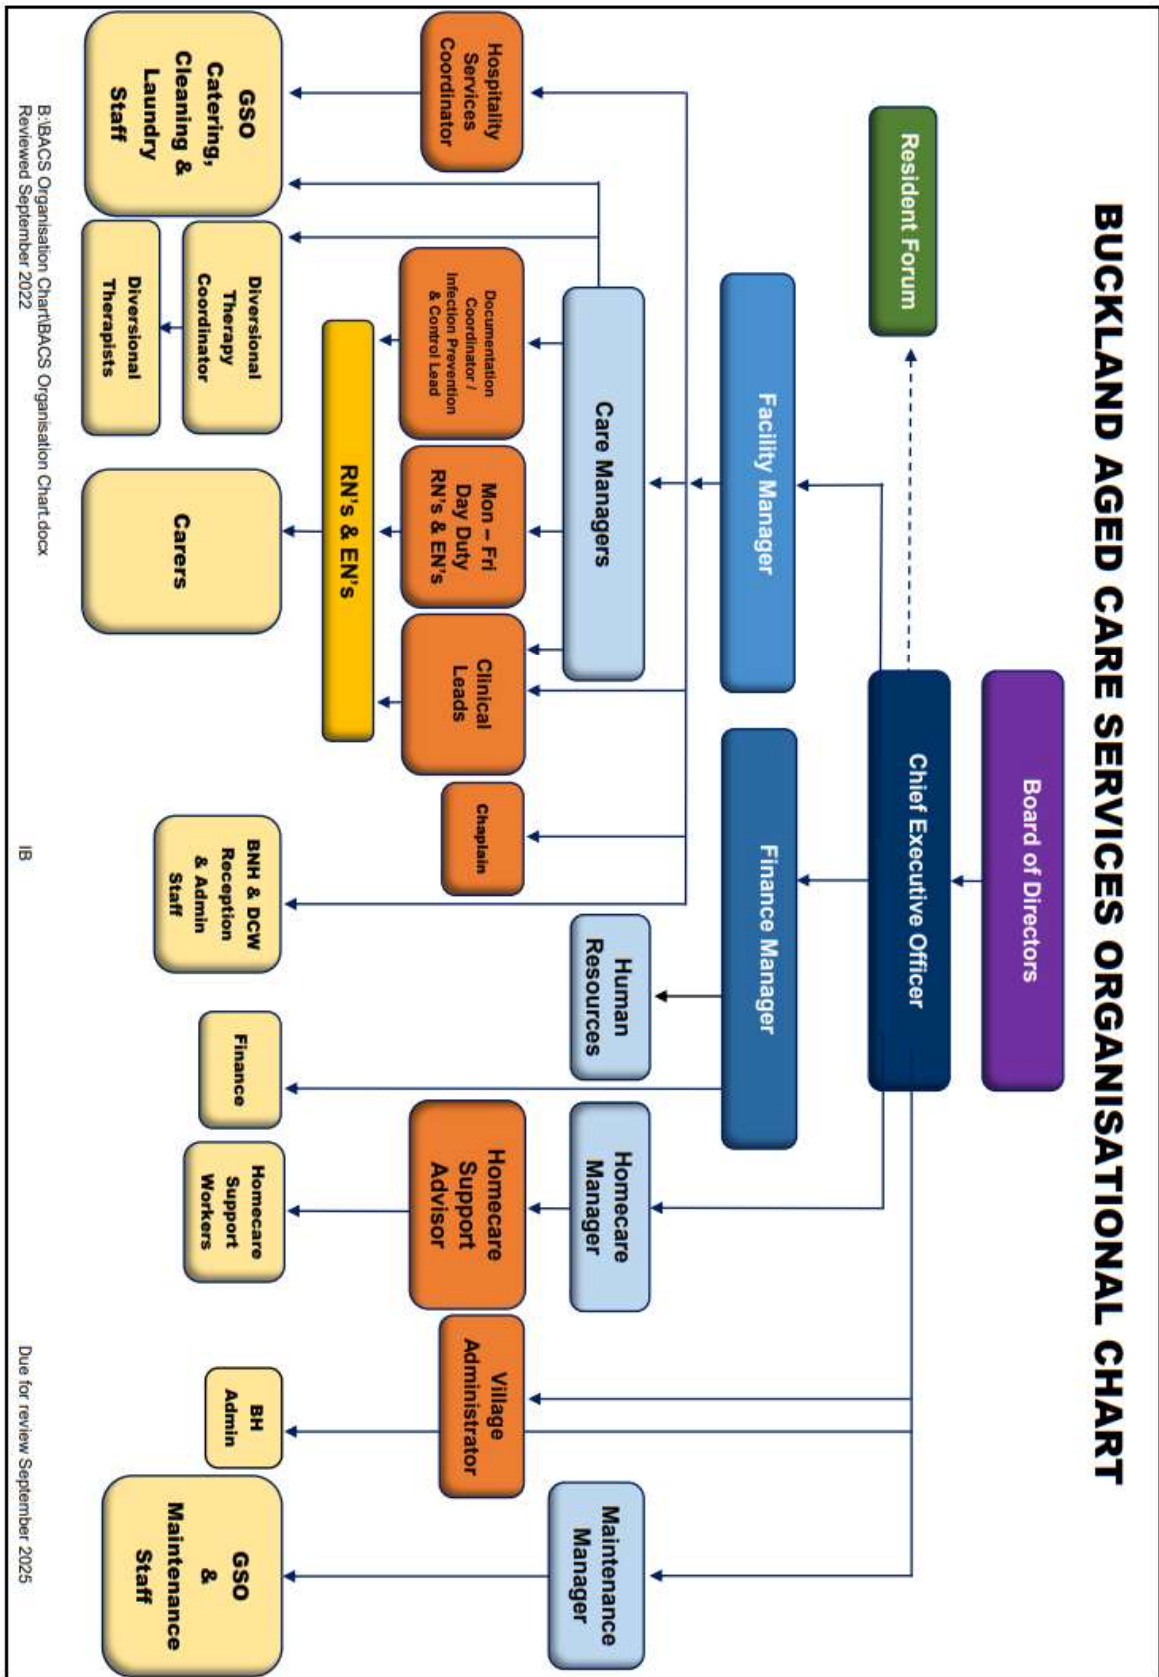 BUCKLAND AGED CARE SERVICES ORGANISATIONAL CHART
Board of Directors
Chief Executive Officer
Resident Forum
Facility Manager
Finance Manager
Care Managers
Human
Resources
Homecare
Manager
Maintenance
Manager
Hospitality
Services
Coordinator
Documentation
Coordinator /
Infection Prevention
& Control Lead
Mon – Fri
Day Duty
RN's & EN's
Clinical
Leads
Chaplain
Homecare
Support
Advisor
Village
Administrator
RN's & EN's
GSO
Catering,
Cleaning &
Laundry
Staff
Diversional
Therapy
Coordinator
Diversional
Therapists
Carers
BNH & DCW
Reception
& Admin
Staff
Finance
Homecare
Support
Workers
BH
Admin
GSO
&
Maintenance
Staff
B:\BACS Organisation Chart\BACS Organisation Chart.docx
Reviewed September 2022
IB
Due for review September 2025